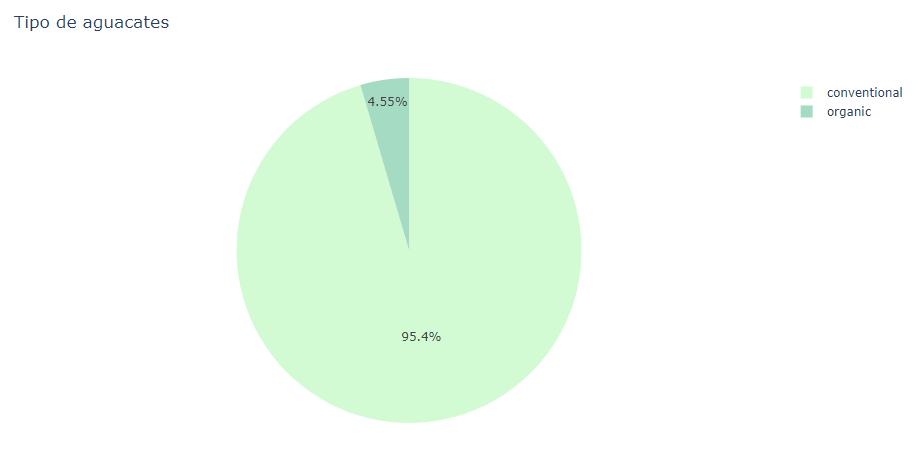 Tipo de aguacates
conventional
organic
4.55%
95.4%